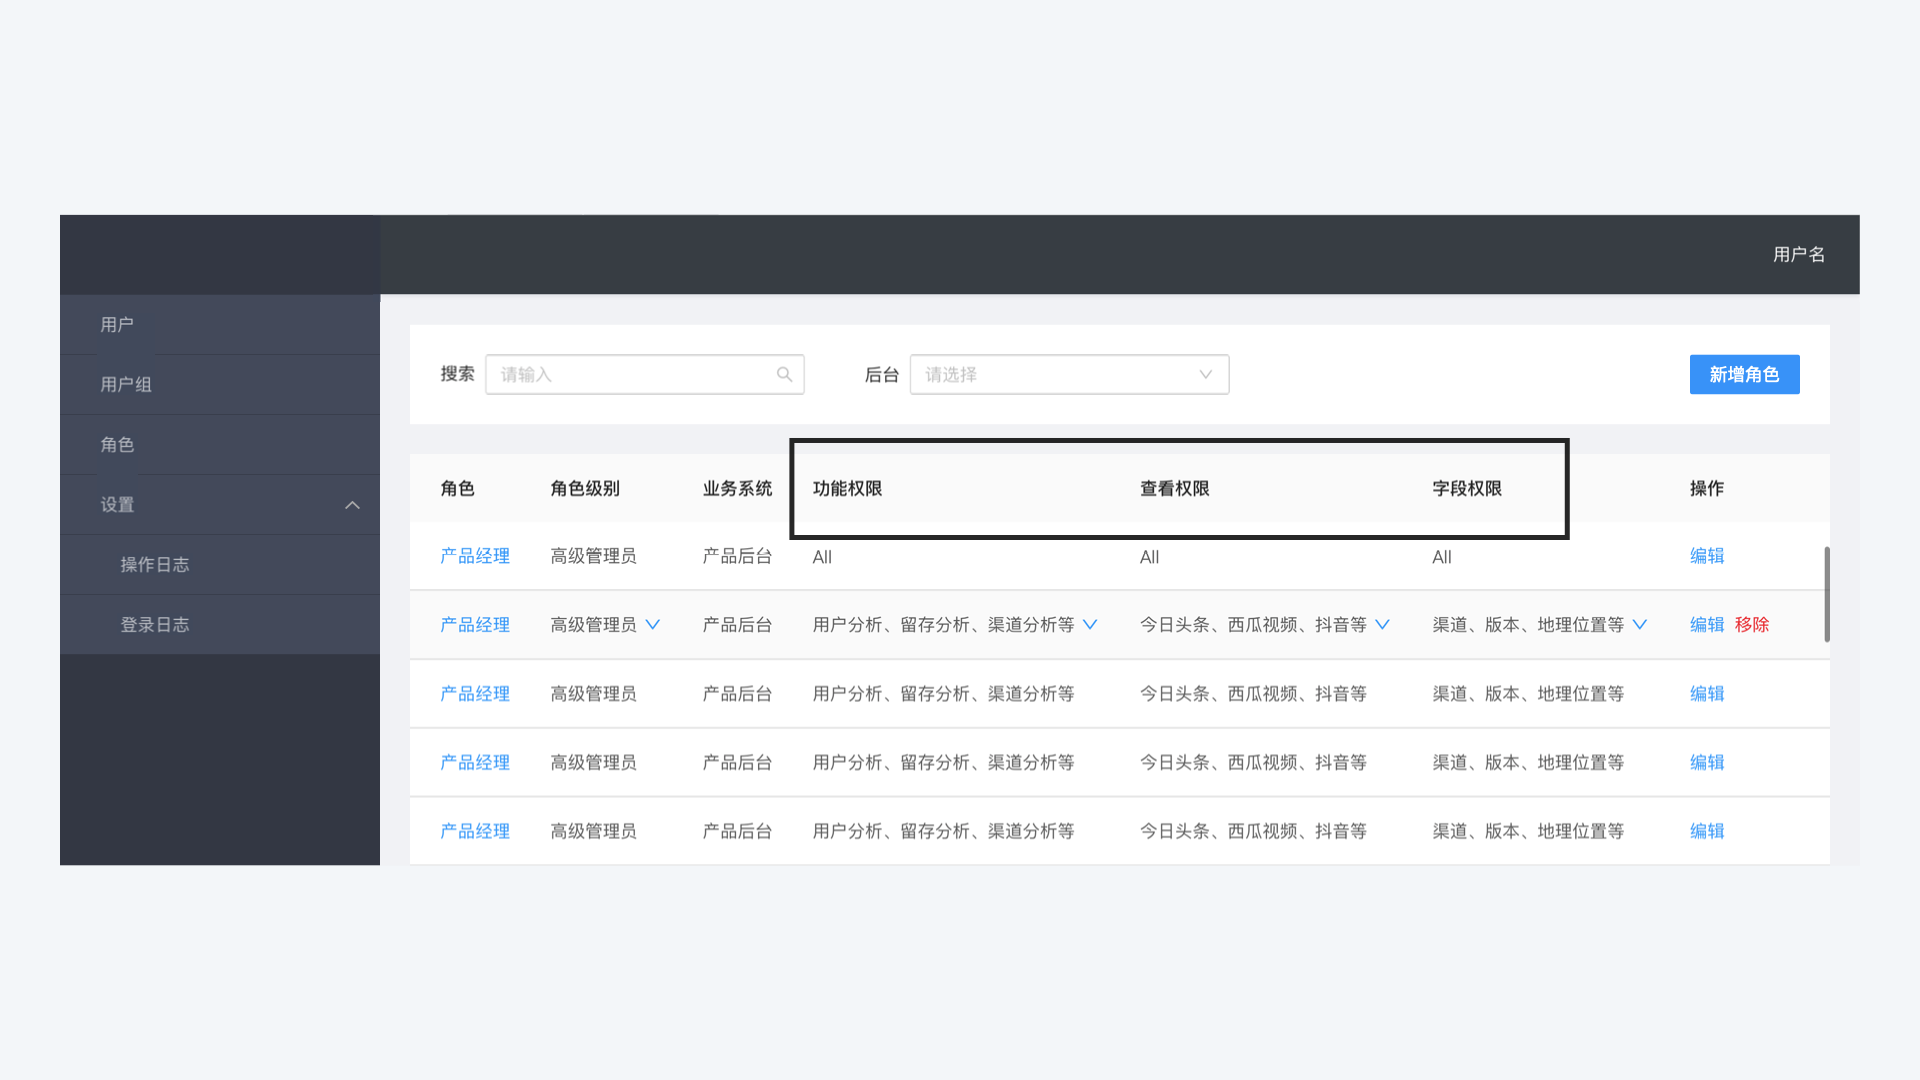 用户名
用户
用户组
角色
设置
操作日志
登录日志
搜索 请输入 后台 请选择 新增角色
角色 角色级别 业务系统 功能权限 查看权限 字段权限 操作
产品经理 高级管理员 产品后台 All All All 编辑
产品经理 高级管理员 产品后台 用户分析、留存分析、渠道分析等 今日头条、西瓜视频、抖音等 渠道、版本、地理位置等 编辑 移除
产品经理 高级管理员 产品后台 用户分析、留存分析、渠道分析等 今日头条、西瓜视频、抖音等 渠道、版本、地理位置等 编辑
产品经理 高级管理员 产品后台 用户分析、留存分析、渠道分析等 今日头条、西瓜视频、抖音等 渠道、版本、地理位置等 编辑
产品经理 高级管理员 产品后台 用户分析、留存分析、渠道分析等 今日头条、西瓜视频、抖音等 渠道、版本、地理位置等 编辑